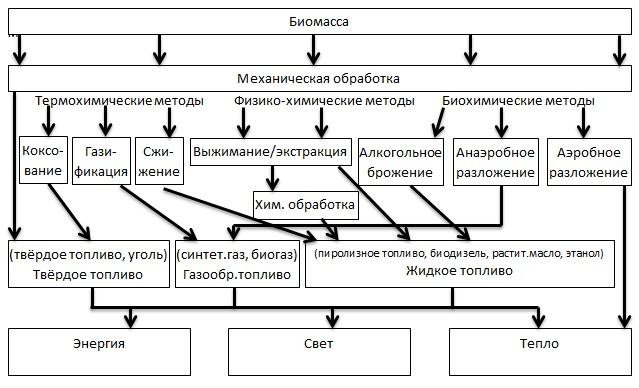 Биомасса
Механическая обработка
Термохимические методы Физико-химические методы Биохимические методы
Коксо-
вание
Гази-
фикация
Сжи-
жение
Выжимание/экстракция
Алкогольное
брожение
Анаэробное
разложение
Аэробное
разложение
Хим. обработка
(твёрдое топливо, уголь)
Твёрдое топливо
(синтет.газ, биогаз)
Газообр.топливо
(пиролизное топливо, биодизель, растит.масло, этанол)
Жидкое топливо
Энергия
Свет
Тепло